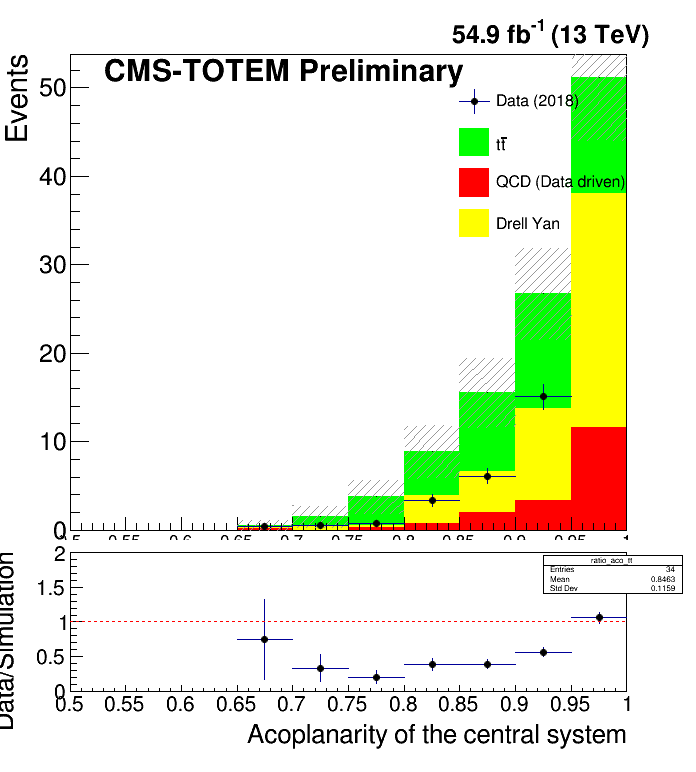 54.9 fb-1 (13 TeV)
CMS-TOTEM Preliminary
Events
50
40
30
20
10
0
Data (2018)
tt̄
QCD (Data driven)
Drell Yan
0.5 0.55 0.6 0.65 0.7 0.75 0.8 0.85 0.9 0.95 1
Data/Simulation
2
1.5
1
0.5
0
ratio_aco_tt
Entries 34
Mean 0.8463
Std Dev 0.1159
0.5 0.55 0.6 0.65 0.7 0.75 0.8 0.85 0.9 0.95 1
Acoplanarity of the central system